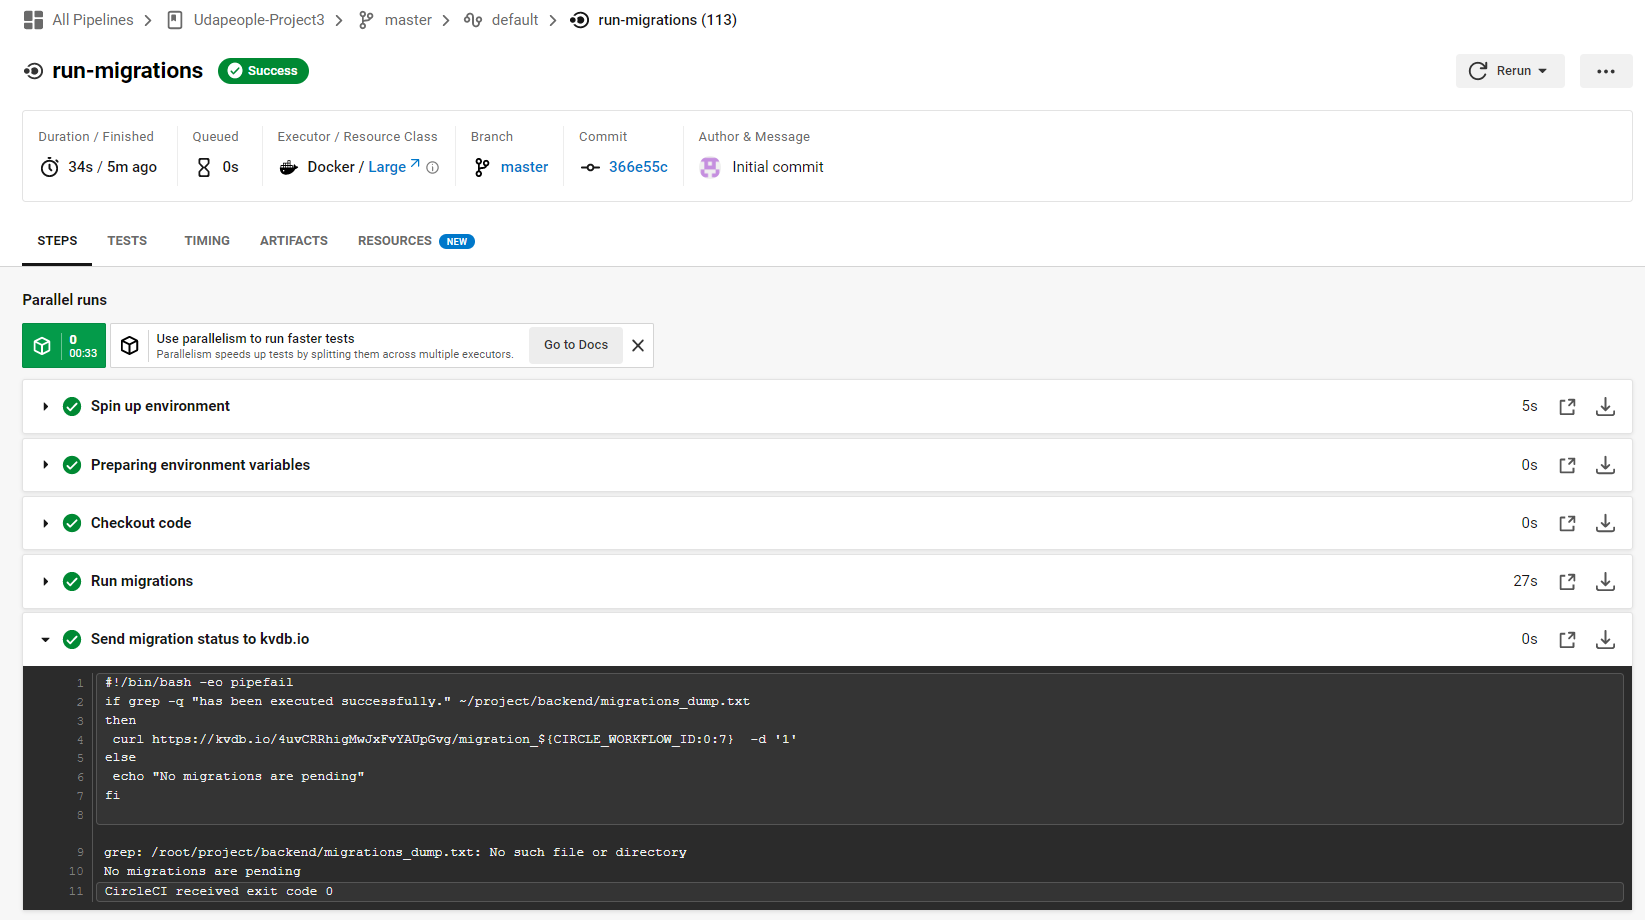 All Pipelines > Udapeople-Project3 > master > default > run-migrations (113)
run-migrations Success Rerun ...
Duration / Finished Queued Executor / Resource Class Branch Commit Author & Message
34s / 5m ago 0s Docker / Large master 366e55c Initial commit
STEPS TESTS TIMING ARTIFACTS RESOURCES NEW
Parallel runs
0
00:33
Use parallelism to run faster tests
Parallelism speeds up tests by splitting them across multiple executors.
Go to Docs
Spin up environment 5s
Preparing environment variables 0s
Checkout code 0s
Run migrations 27s
Send migration status to kvdb.io 0s
1 #!/bin/bash -eo pipefail
2 if grep -q "has been executed successfully." ~/project/backend/migrations_dump.txt
3 then
4  curl https://kvdb.io/4uvCRRhigMwJxFvYAUpGvg/migration_${CIRCLE_WORKFLOW_ID:0:7}  -d '1'
5 else
6  echo "No migrations are pending"
7 fi
8
9 grep: /root/project/backend/migrations_dump.txt: No such file or directory
10 No migrations are pending
11 CircleCI received exit code 0